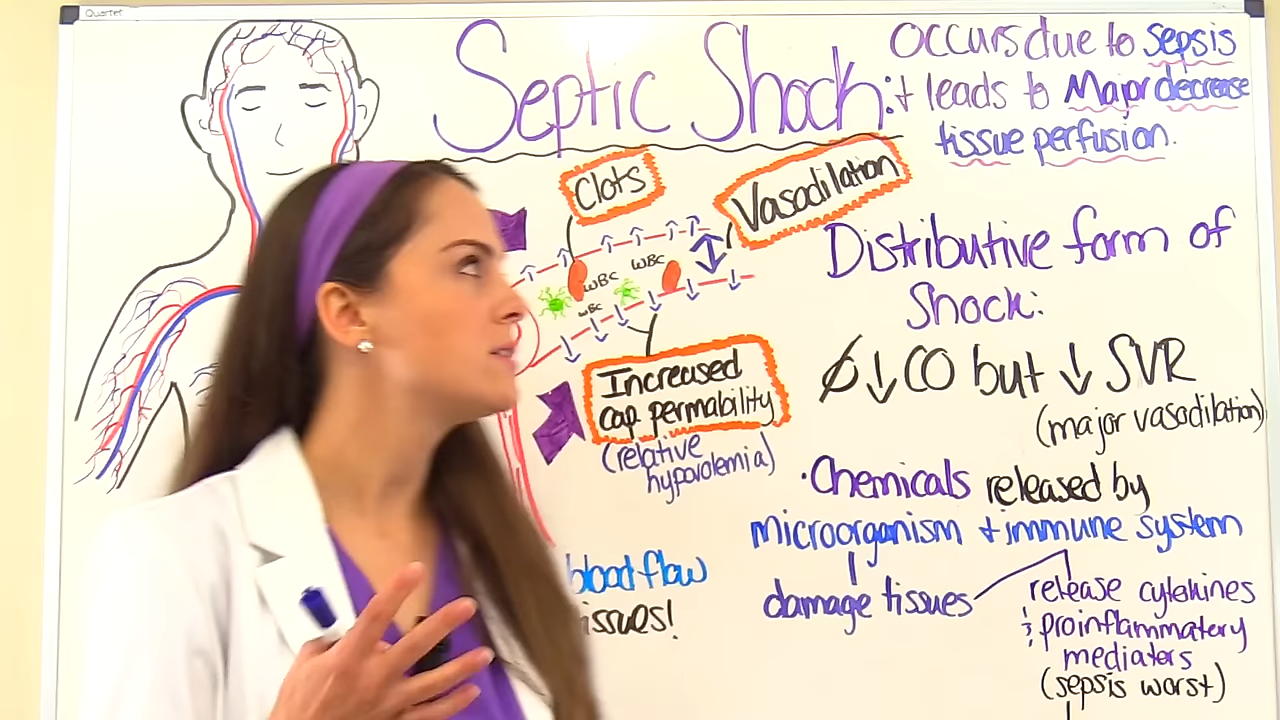 Quartet
Septic Shock:
occurs due to sepsis
+ leads to Major decrease
tissue perfusion.
Clots
Vasodilation
WBC
WBC
WBC
Increased
cap permability
(relative
hypovolemia)
blood flow
issues!
Distributive form of
Shock:
Ø↓CO but ↓ SVR
(major vasodilation)
·Chemicals released by
microorganism + immune system
damage tissues
release cytokines
; proinflammatory
mediators
(sepsis worst)